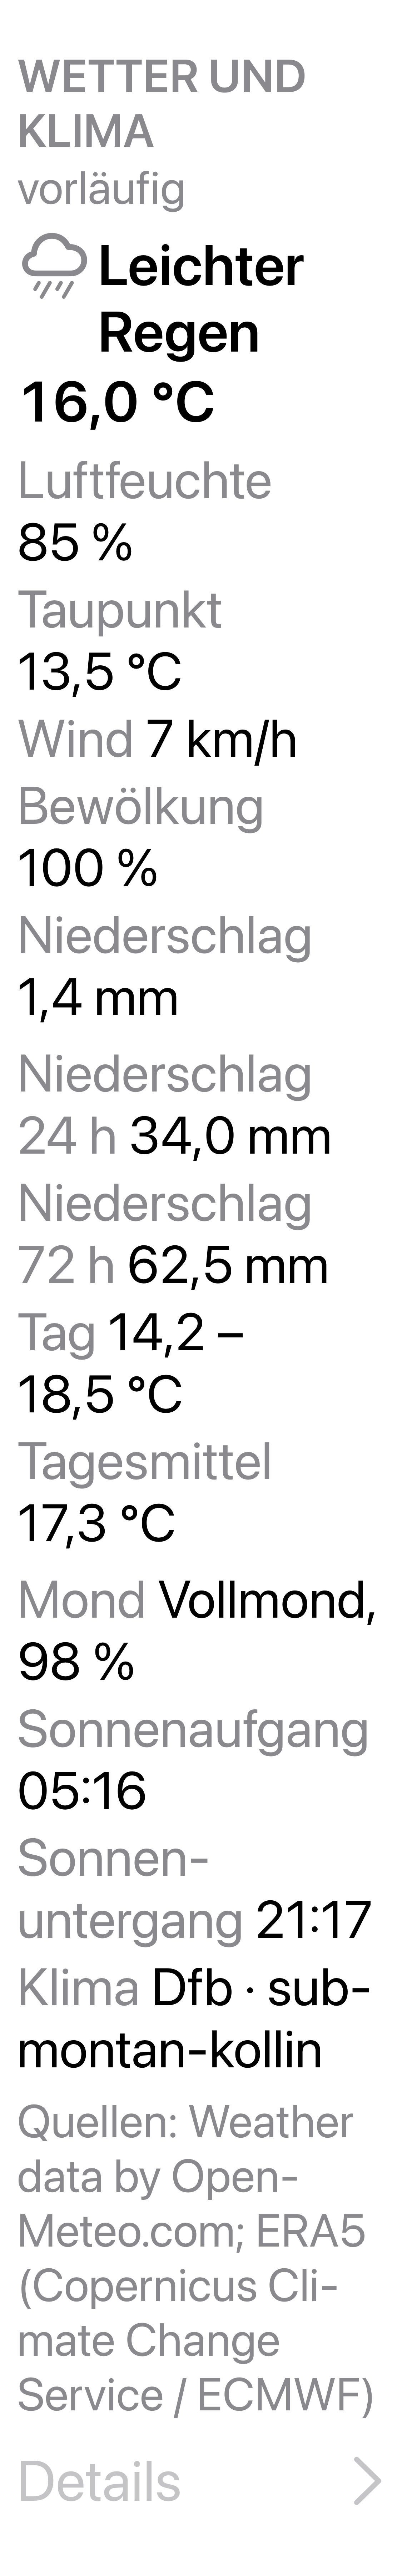 WETTER UND
KLIMA
vorläufig
Leichter
Regen
16,0 °C
Luftfeuchte
85 %
Taupunkt
13,5 °C
Wind 7 km/h
Bewölkung
100 %
Niederschlag
1,4 mm
Niederschlag
24 h 34,0 mm
Niederschlag
72 h 62,5 mm
Tag 14,2 –
18,5 °C
Tagesmittel
17,3 °C
Mond Vollmond,
98 %
Sonnenaufgang
05:16
Sonnen-
untergang 21:17
Klima Dfb · sub-
montan-kollin
Quellen: Weather
data by Open-
Meteo.com; ERA5
(Copernicus Cli-
mate Change
Service / ECMWF)
Details